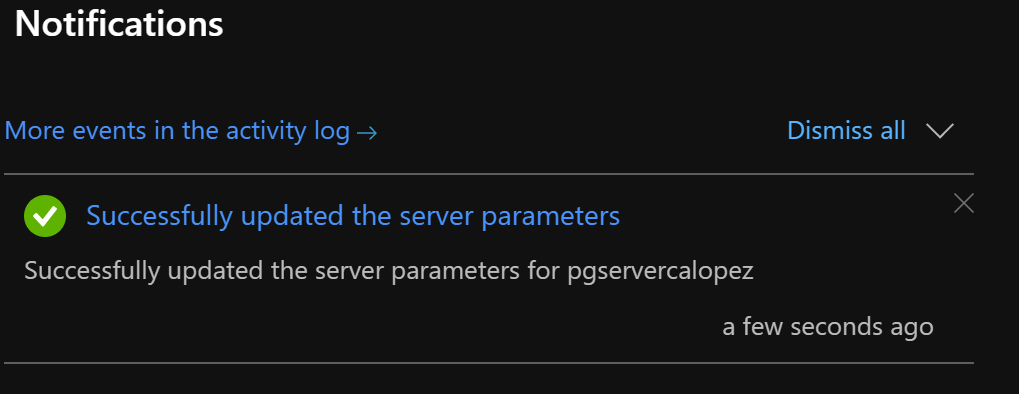 Notifications
More events in the activity log →
Dismiss all
Successfully updated the server parameters
Successfully updated the server parameters for pgservercalopez
a few seconds ago